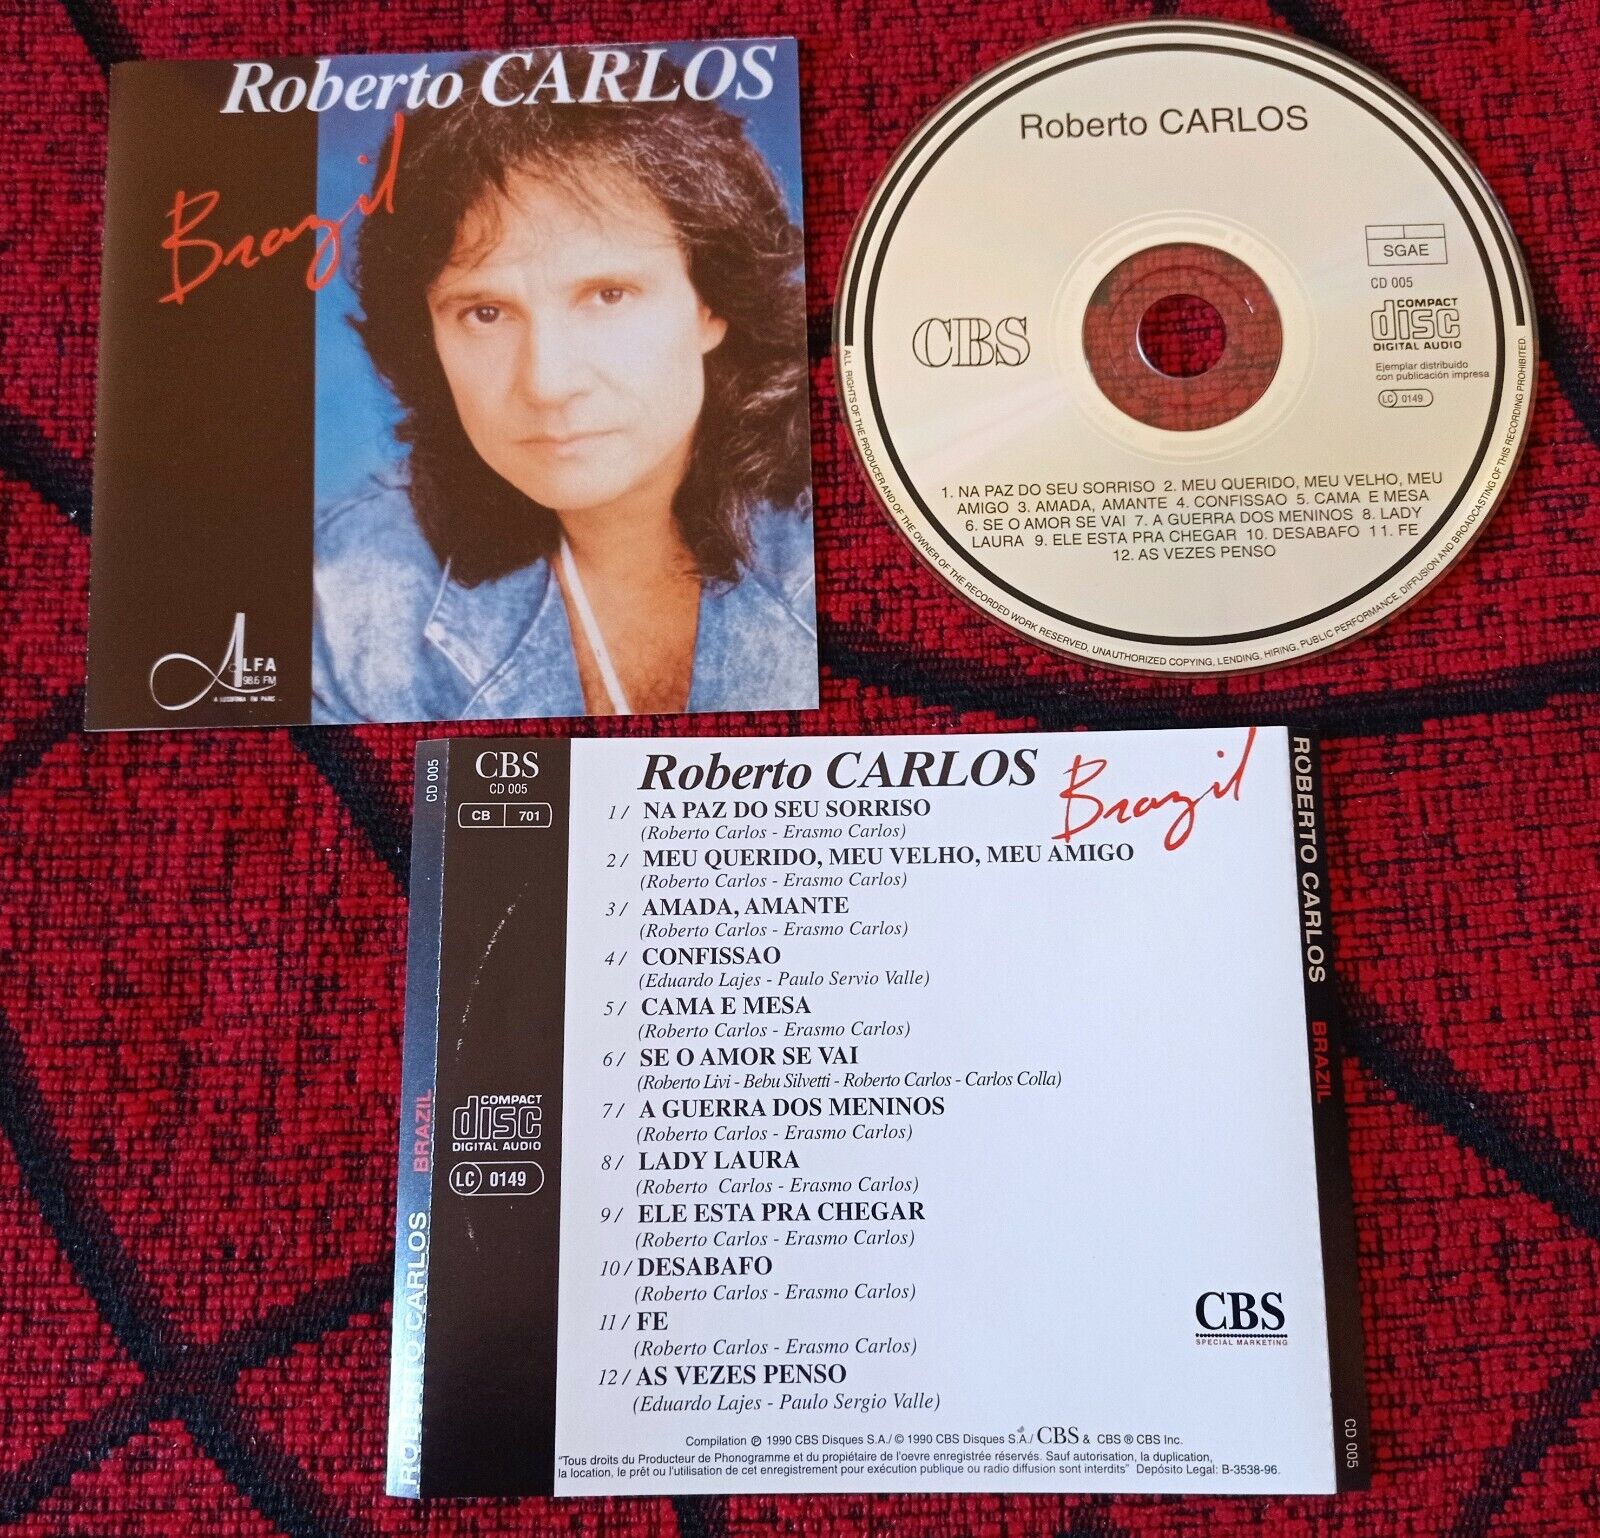 Roberto CARLOS
Brazil
ALFA
98.6 FM
A LUSOFONIA EM PARIS
Roberto CARLOS
SGAE
CD 005
CBS
COMPACT
disc
DIGITAL AUDIO
Ejemplar distribuido
con publicación impresa
LC 0149
1. NA PAZ DO SEU SORRISO 2. MEU QUERIDO, MEU VELHO, MEU
AMIGO 3. AMADA, AMANTE 4. CONFISSAO 5. CAMA E MESA
6. SE O AMOR SE VAI 7. A GUERRA DOS MENINOS 8. LADY
LAURA 9. ELE ESTA PRA CHEGAR 10. DESABAFO 11. FE
12. AS VEZES PENSO
ALL RIGHTS OF THE PRODUCER AND OF THE OWNER OF THE RECORDED WORK RESERVED, UNAUTHORIZED COPYING, LENDING, HIRING, PUBLIC PERFORMANCE, DIFFUSION AND BROADCASTING OF THIS RECORDING PROHIBITED.
CD 005
BRAZIL
ROBERTO CARLOS
CBS
CD 005
CB 701
COMPACT
disc
DIGITAL AUDIO
LC 0149
Roberto CARLOS
Brazil
1/ NA PAZ DO SEU SORRISO
(Roberto Carlos - Erasmo Carlos)
2/ MEU QUERIDO, MEU VELHO, MEU AMIGO
(Roberto Carlos - Erasmo Carlos)
3/ AMADA, AMANTE
(Roberto Carlos - Erasmo Carlos)
4/ CONFISSAO
(Eduardo Lajes - Paulo Servio Valle)
5/ CAMA E MESA
(Roberto Carlos - Erasmo Carlos)
6/ SE O AMOR SE VAI
(Roberto Livi - Bebu Silvetti - Roberto Carlos - Carlos Colla)
7/ A GUERRA DOS MENINOS
(Roberto Carlos - Erasmo Carlos)
8/ LADY LAURA
(Roberto Carlos - Erasmo Carlos)
9/ ELE ESTA PRA CHEGAR
(Roberto Carlos - Erasmo Carlos)
10/ DESABAFO
(Roberto Carlos - Erasmo Carlos)
11/ FE
(Roberto Carlos - Erasmo Carlos)
12/ AS VEZES PENSO
(Eduardo Lajes - Paulo Sergio Valle)
CBS
SPECIAL MARKETING
Compilation ℗ 1990 CBS Disques S.A./ © 1990 CBS Disques S.A./ CBS & CBS ® CBS Inc.
"Tous droits du Producteur de Phonogramme et du propiétaire de l'oevre enregistrée réservés. Sauf autorisation, la duplication,
la location, le prêt ou l'utilisation de cet enregistrement pour exécution publique ou radio diffusion sont interdits" Depósito Legal: B-3538-96.
ROBERTO CARLOS
BRAZIL
CD 005